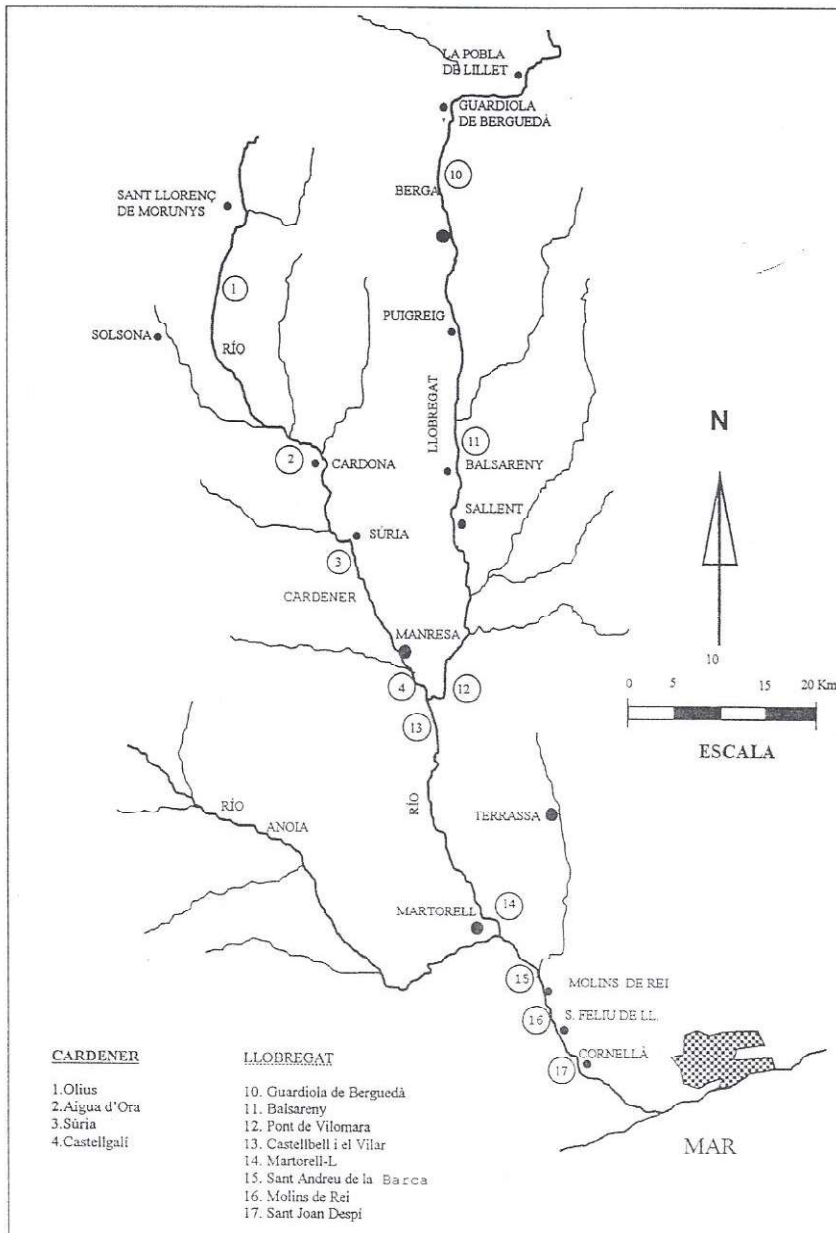 LA POBLA
DE LILLET
GUARDIOLA
DE BERGUEDÀ
10
BERGA
SANT LLORENÇ
DE MORUNYS
1
PUIGREIG
SOLSONA
RÍO
LLOBREGAT
N
11
2
CARDONA
BALSARENY
SALLENT
SÚRIA
3
CARDENER
MANRESA
10
4
12
0 5 15 20 Km
13
ESCALA
RÍO
RÍO
ANOIA
TERRASSA
14
MARTORELL
15
MOLINS DE REI
16
S. FELIU DE LL.
CORNELLÀ
17
MAR
CARDENER
1.Olius
2.Aigua d'Ora
3.Súria
4.Castellgalí
LLOBREGAT
10. Guardiola de Berguedà
11. Balsareny
12. Pont de Vilomara
13. Castellbell i el Vilar
14. Martorell-L
15. Sant Andreu de la Barca
16. Molins de Rei
17. Sant Joan Despí